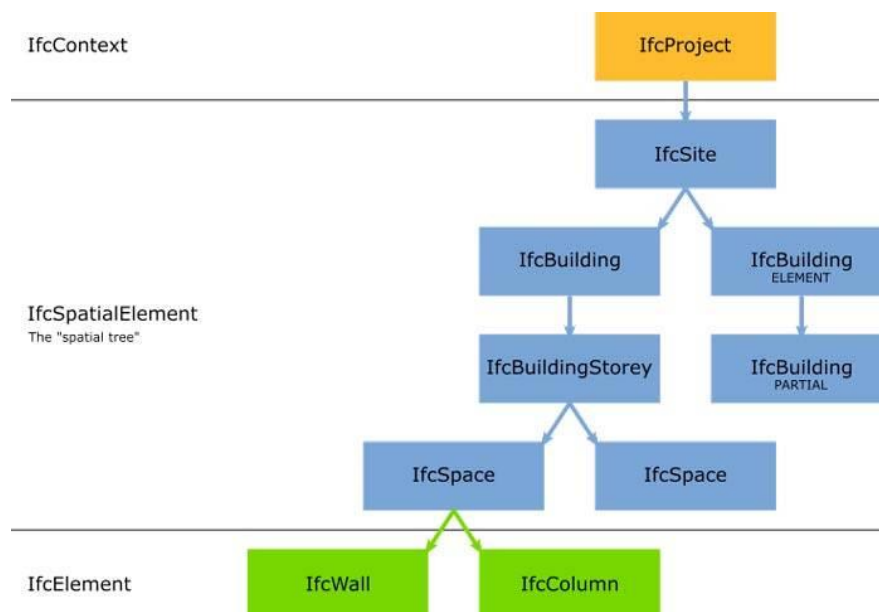 IfcContext
IfcProject
IfcSite
IfcBuilding
IfcBuilding
ELEMENT
IfcSpatialElement
The "spatial tree"
IfcBuildingStorey
IfcBuilding
PARTIAL
IfcSpace
IfcSpace
IfcElement
IfcWall
IfcColumn